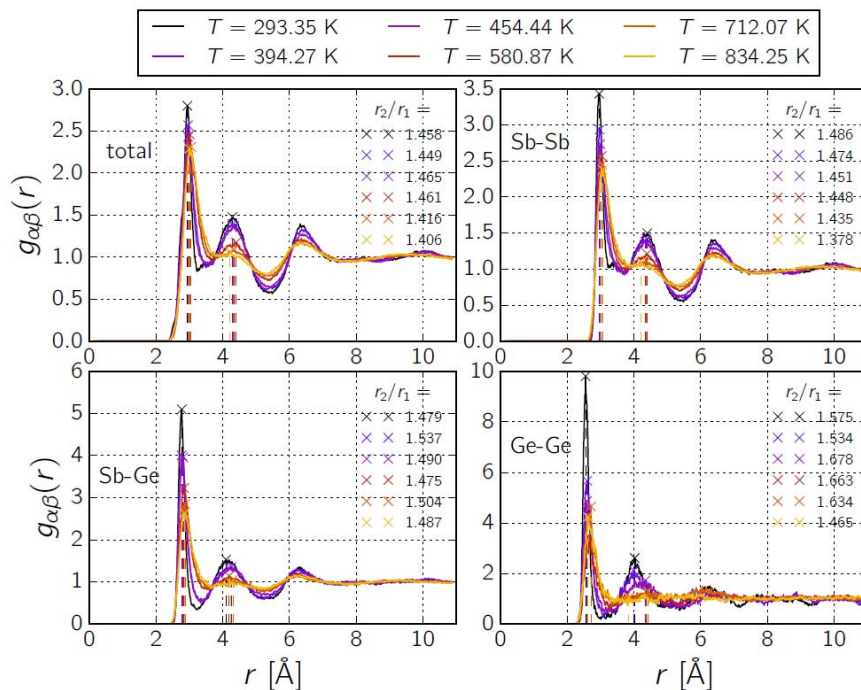 T = 293.35 K T = 454.44 K T = 712.07 K
T = 394.27 K T = 580.87 K T = 834.25 K
gαβ(r)
3.0
2.5
2.0
1.5
1.0
0.5
0.0
total
r2/r1 =
1.458
1.449
1.465
1.461
1.416
1.406
0 2 4 6 8 10
3.5
3.0
2.5
2.0
1.5
1.0
0.5
0.0
Sb-Sb
r2/r1 =
1.486
1.474
1.451
1.448
1.435
1.378
0 2 4 6 8 10
gαβ(r)
6
5
4
3
2
1
0
Sb-Ge
r2/r1 =
1.479
1.537
1.490
1.475
1.504
1.487
0 2 4 6 8 10
r [Å]
10
8
6
4
2
0
Ge-Ge
r2/r1 =
1.575
1.534
1.678
1.663
1.634
1.465
0 2 4 6 8 10
r [Å]